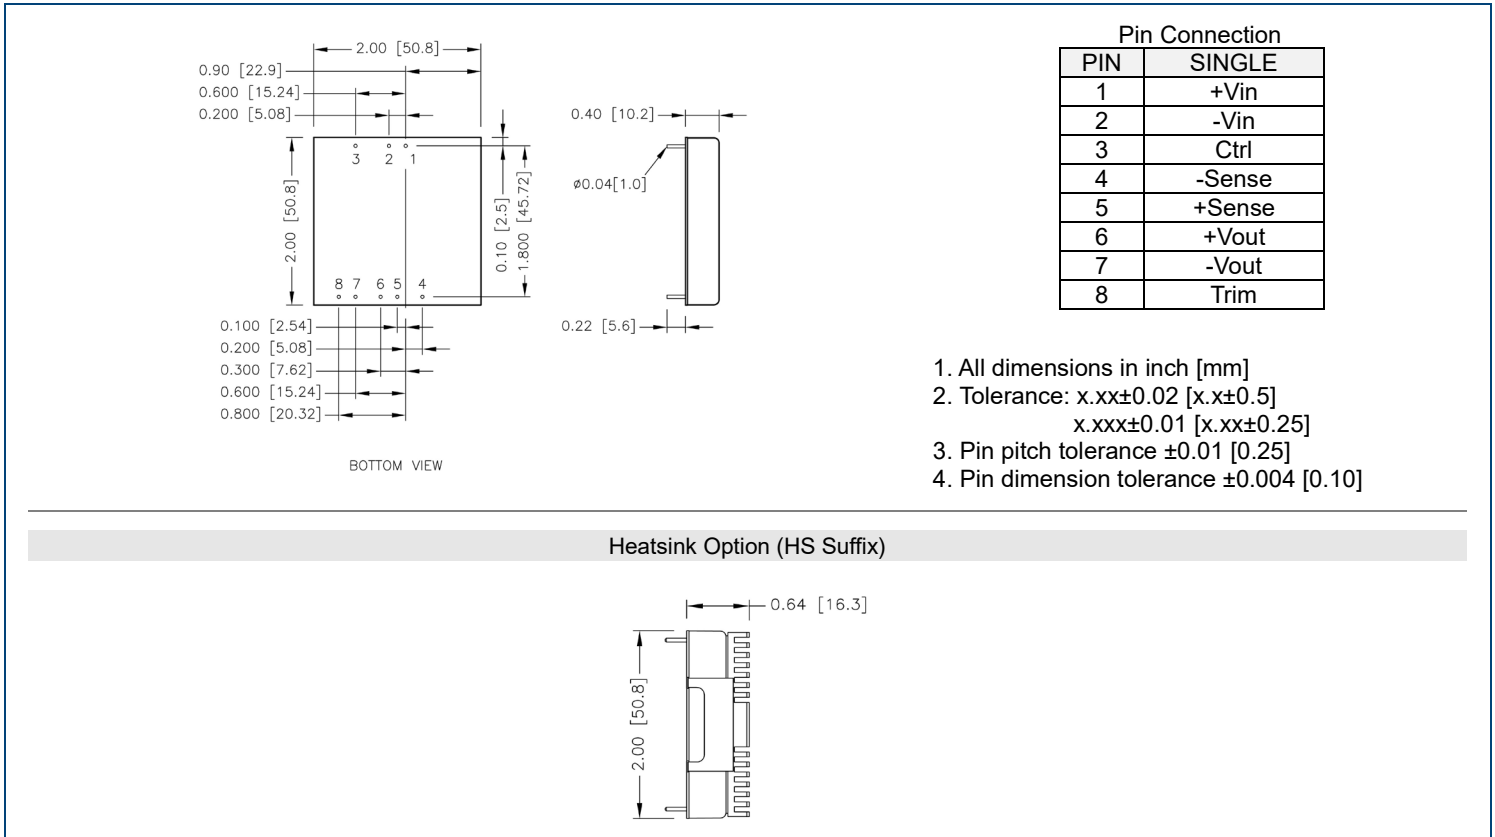 2.00 [50.8]
0.90 [22.9]
0.600 [15.24]
0.200 [5.08]
3 2 1
2.00 [50.8]
0.10 [2.5]
1.800 [45.72]
8 7 6 5 4
0.100 [2.54]
0.200 [5.08]
0.300 [7.62]
0.600 [15.24]
0.800 [20.32]
BOTTOM VIEW
0.40 [10.2]
ø0.04[1.0]
0.22 [5.6]
Pin Connection
PIN SINGLE
1 +Vin
2 -Vin
3 Ctrl
4 -Sense
5 +Sense
6 +Vout
7 -Vout
8 Trim
1. All dimensions in inch [mm]
2. Tolerance: x.xx±0.02 [x.x±0.5]
x.xxx±0.01 [x.xx±0.25]
3. Pin pitch tolerance ±0.01 [0.25]
4. Pin dimension tolerance ±0.004 [0.10]
Heatsink Option (HS Suffix)
0.64 [16.3]
2.00 [50.8]